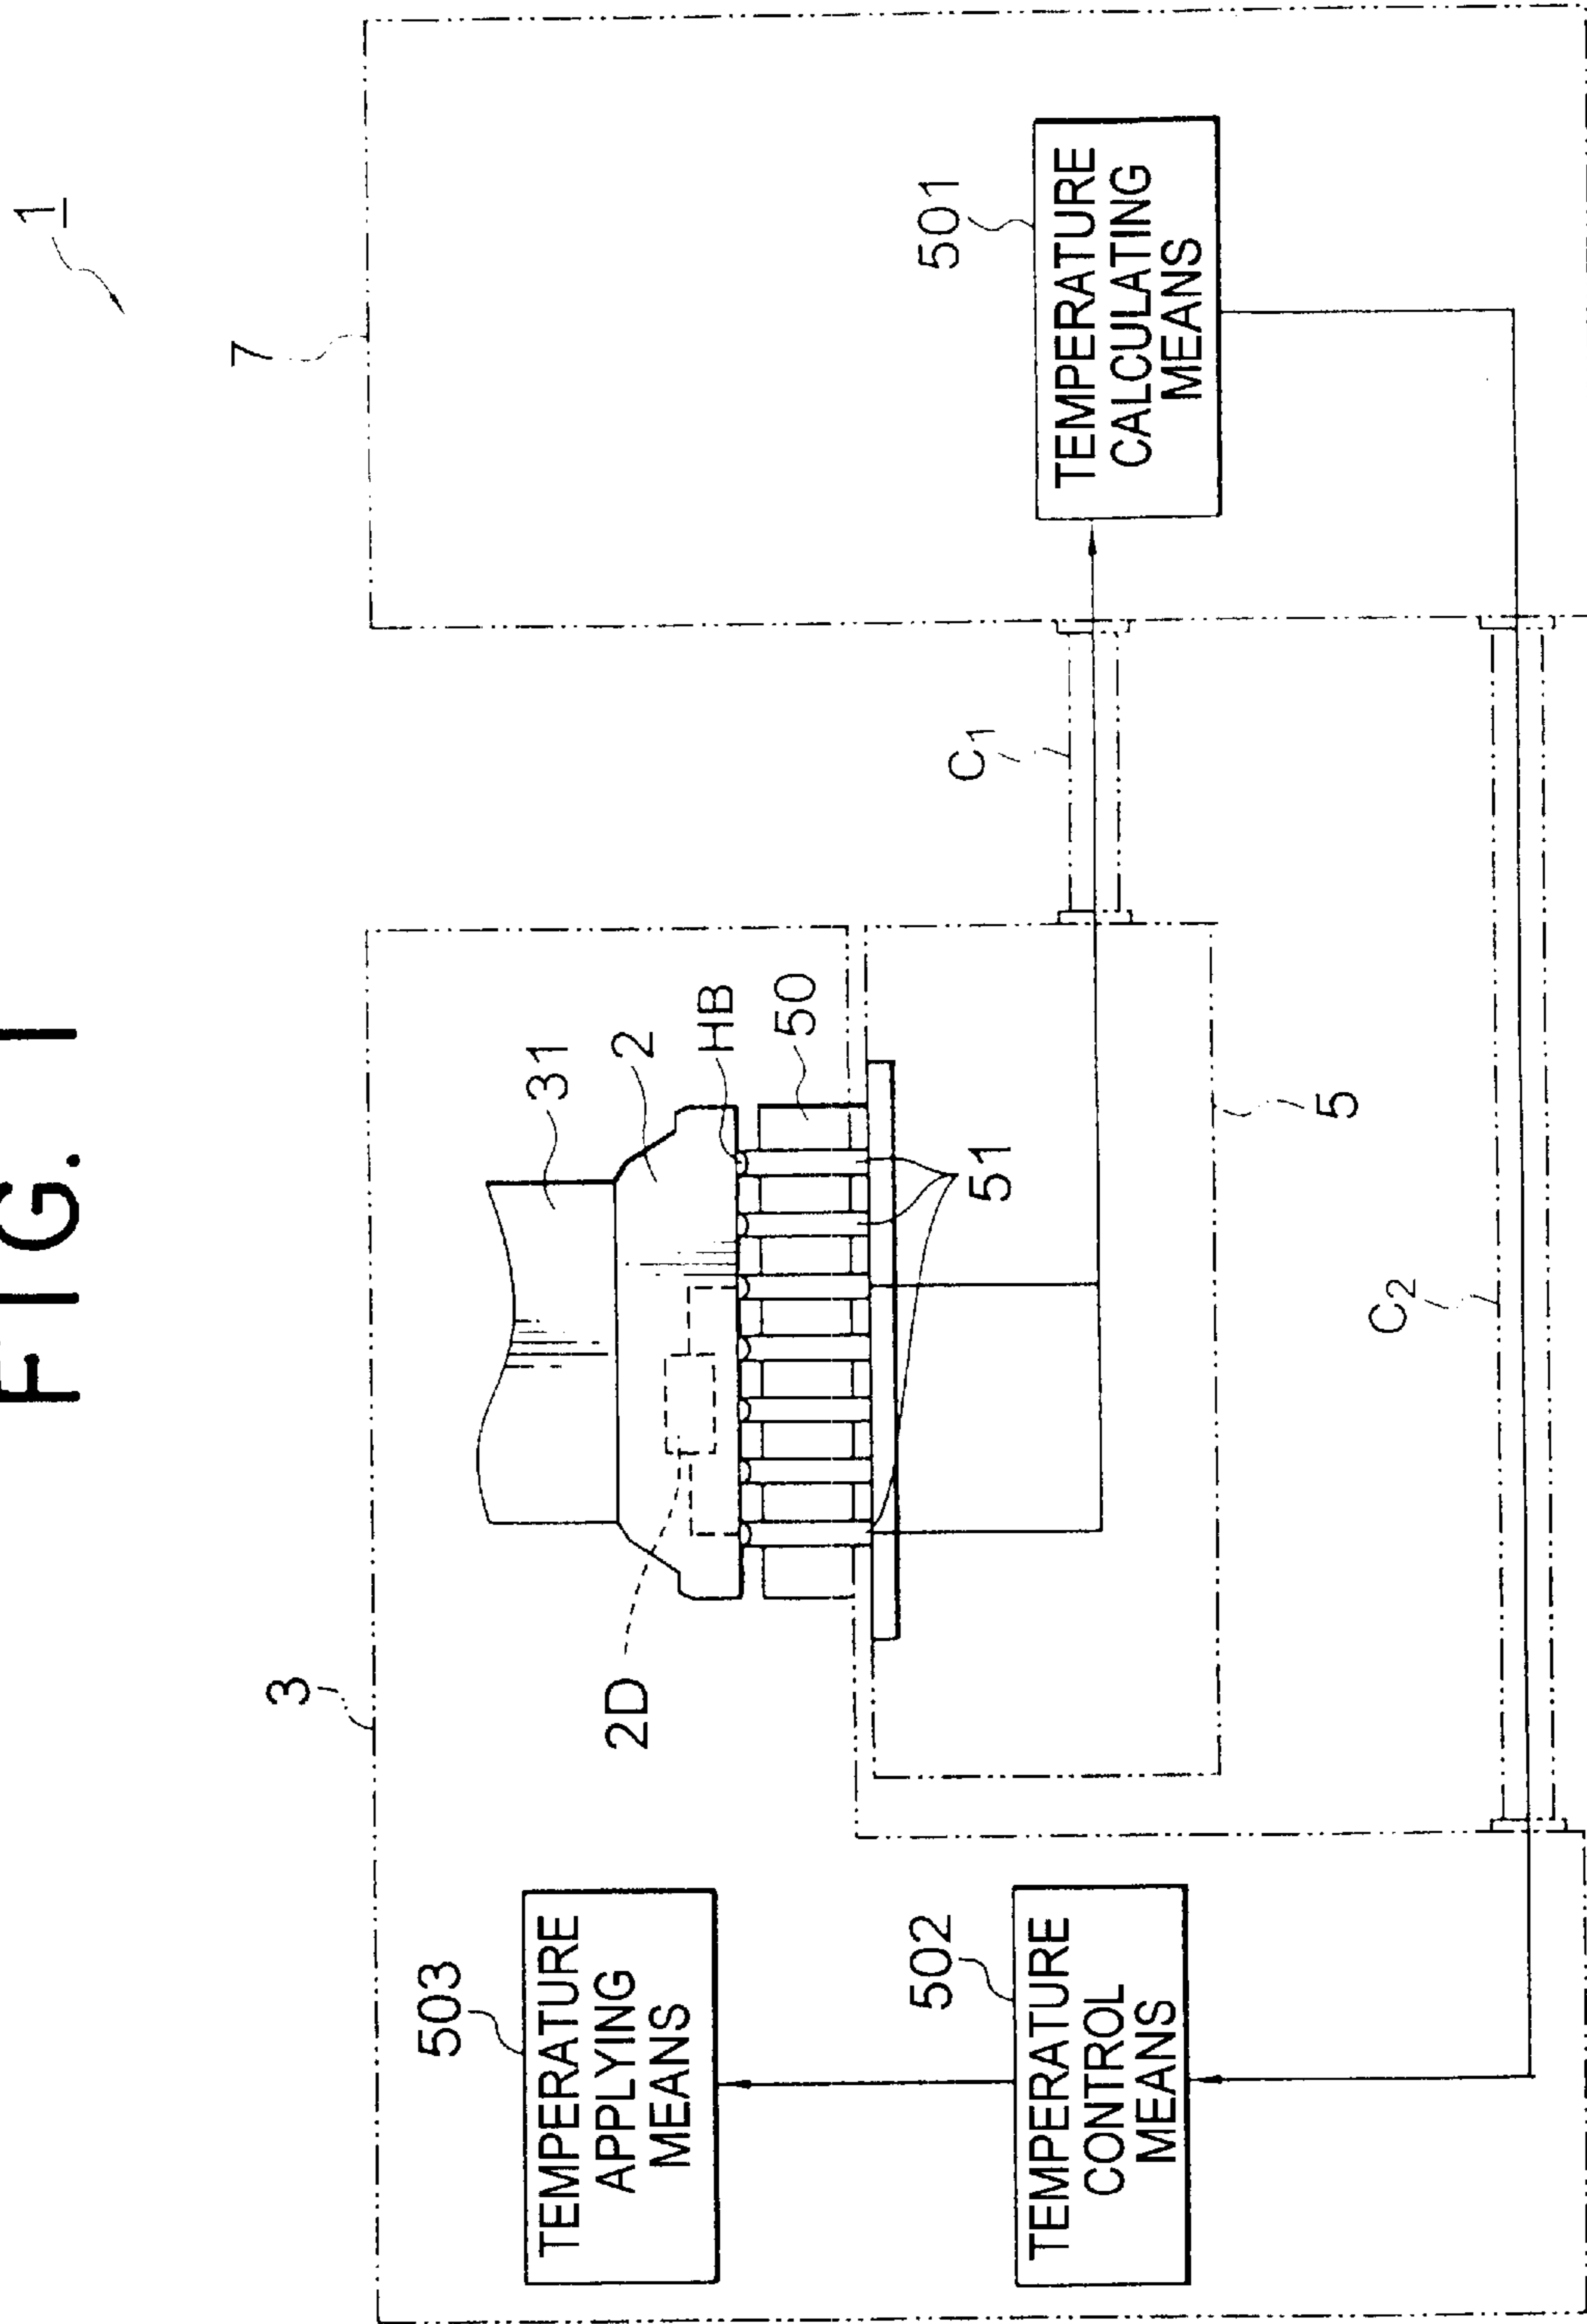 FIG. 1
1
7
3
503
TEMPERATURE
APPLYING
MEANS
31
2
HB
50
2D
51
501
TEMPERATURE
CALCULATING
MEANS
C1
502
TEMPERATURE
CONTROL
MEANS
5
C2